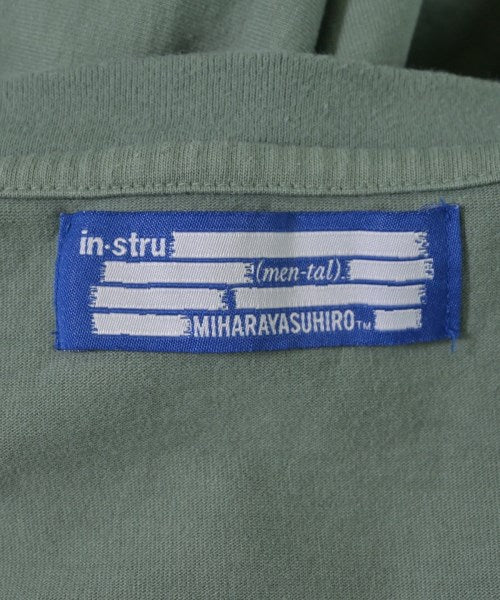 in·stru
(men-tal).
MIHARAYASUHIRO™